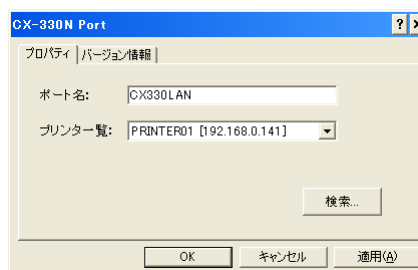 CX-330N Port
プロパティ バージョン情報
ポート名: CX330LAN
プリンター覧: PRINTER01 [192.168.0.141]
検索...
OK キャンセル 適用(A)